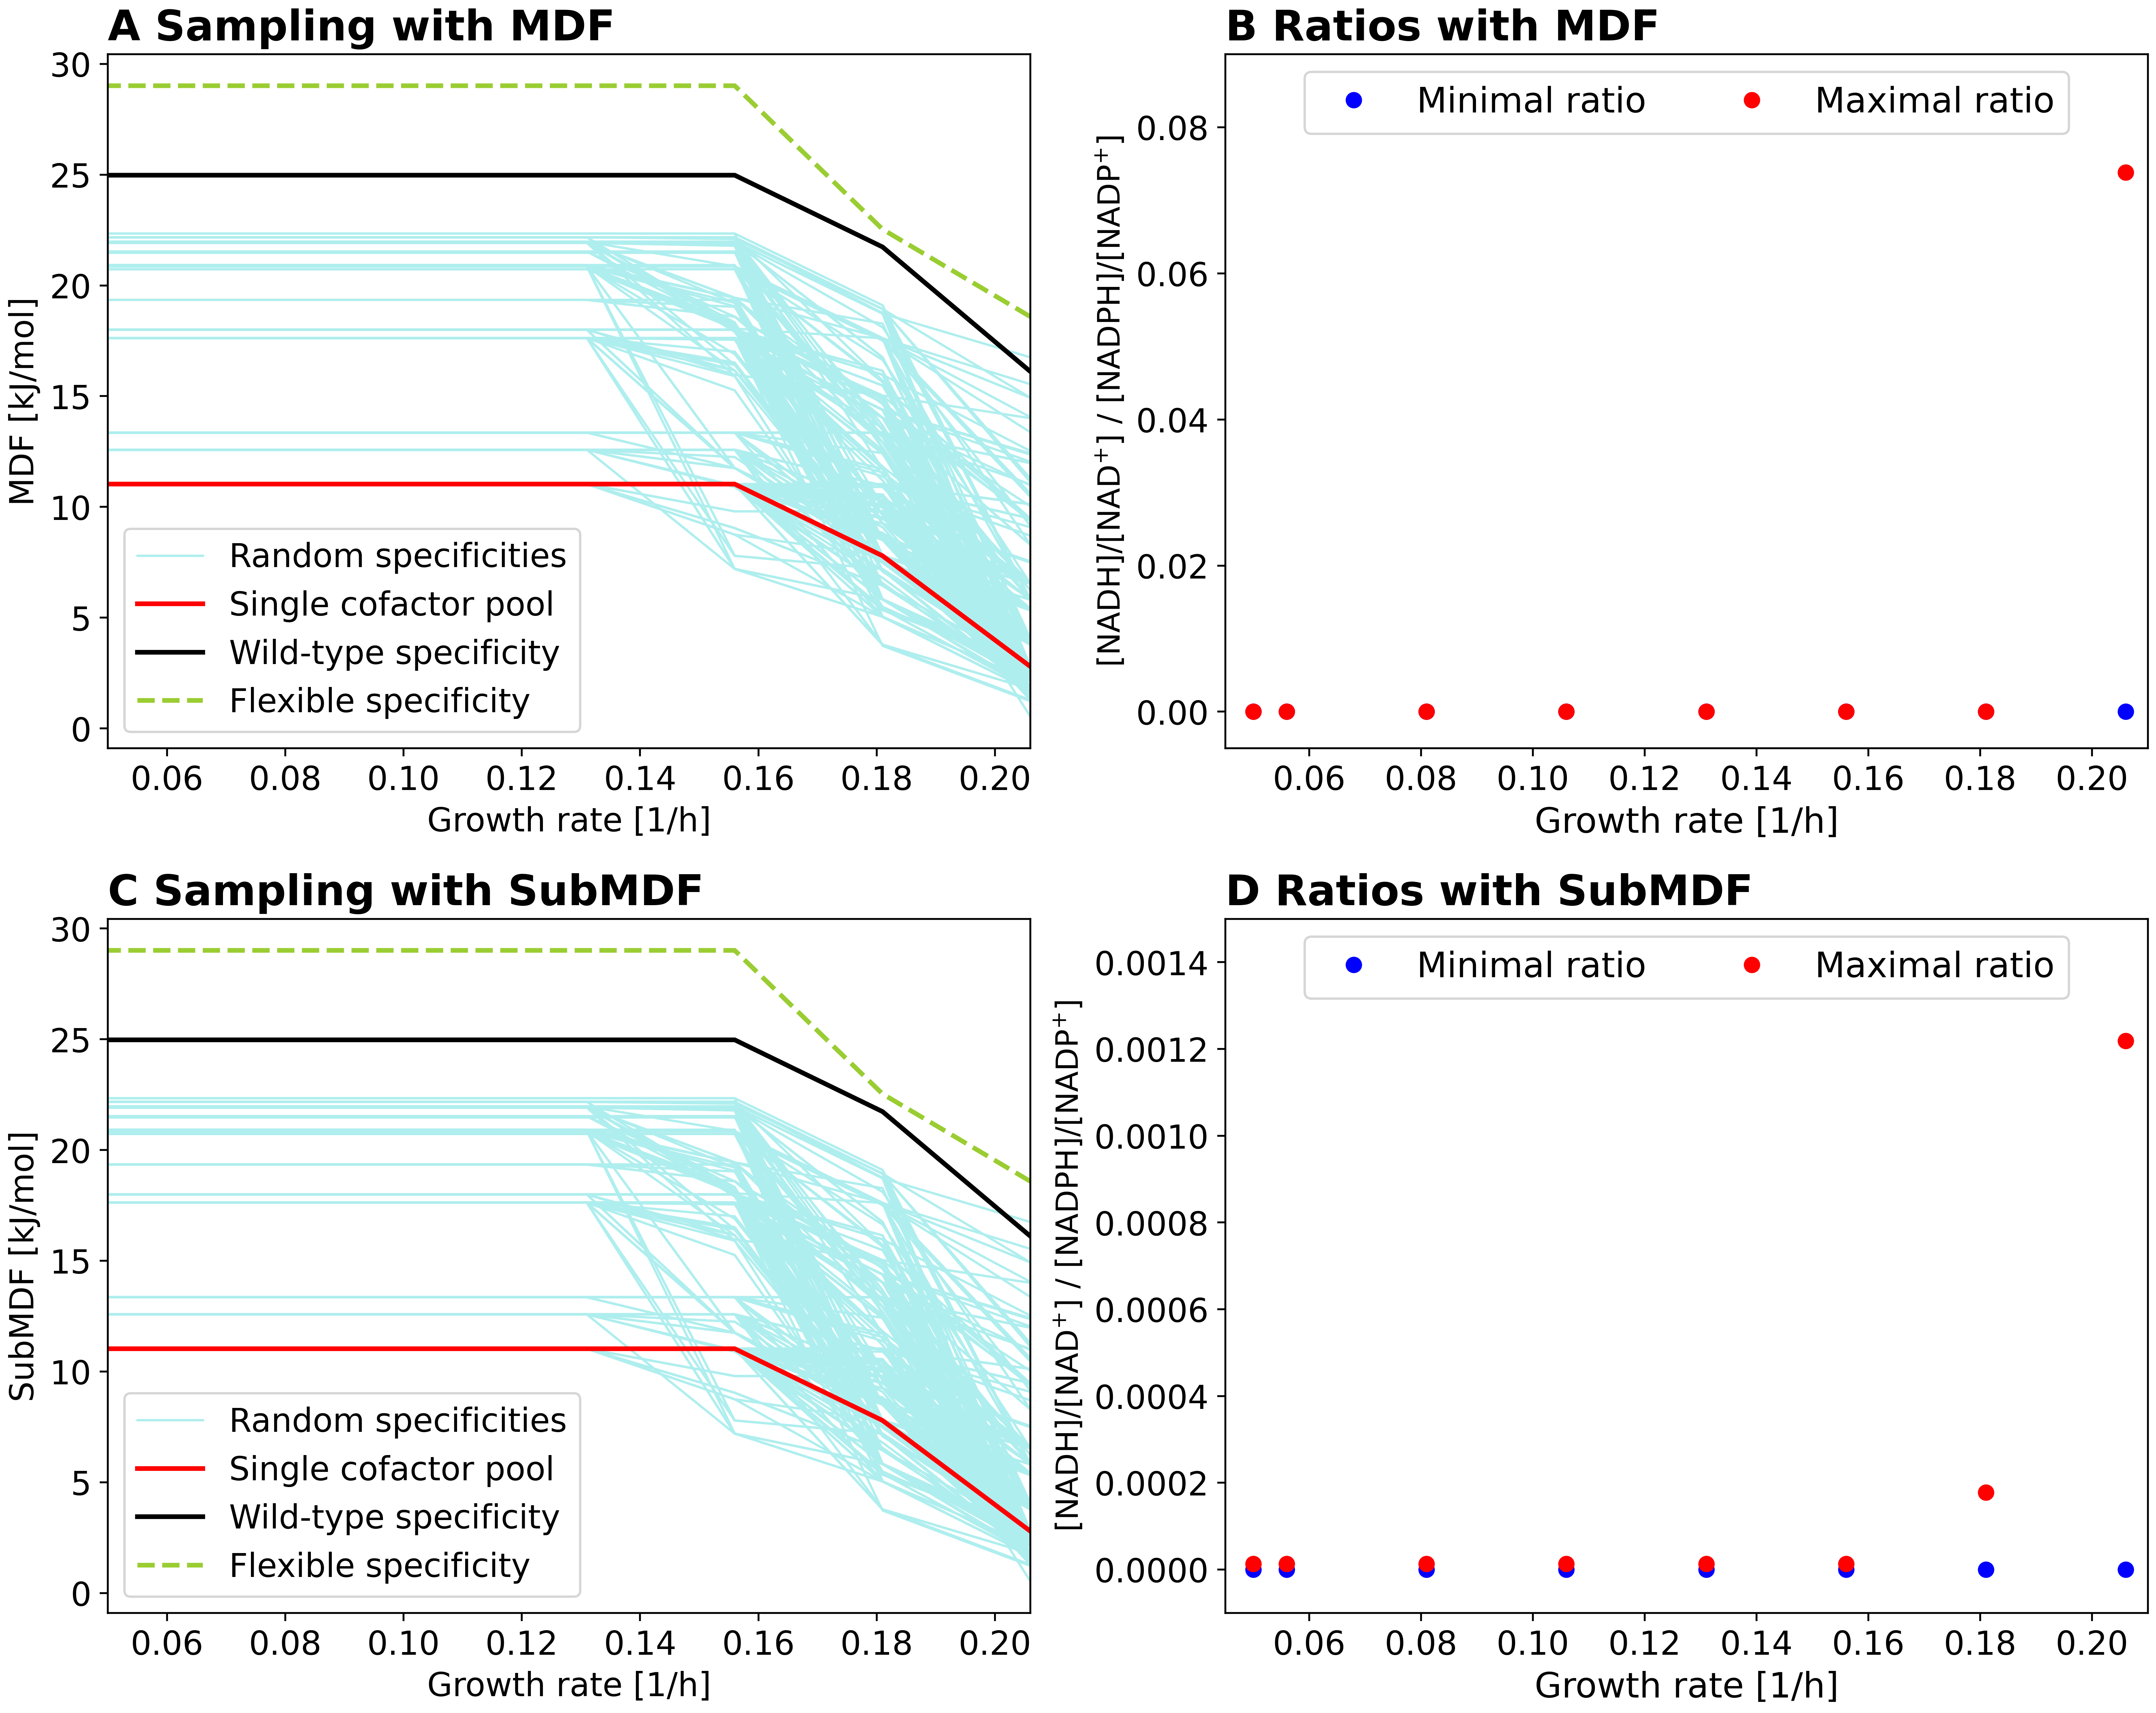 A Sampling with MDF
30
25
20
15
10
5
0
MDF [kJ/mol]
Random specificities
Single cofactor pool
Wild-type specificity
Flexible specificity
0.06 0.08 0.10 0.12 0.14 0.16 0.18 0.20
Growth rate [1/h]
B Ratios with MDF
Minimal ratio Maximal ratio
0.08
0.06
0.04
0.02
0.00
[NADH]/[NAD⁺] / [NADPH]/[NADP⁺]
0.06 0.08 0.10 0.12 0.14 0.16 0.18 0.20
Growth rate [1/h]
C Sampling with SubMDF
30
25
20
15
10
5
0
SubMDF [kJ/mol]
Random specificities
Single cofactor pool
Wild-type specificity
Flexible specificity
0.06 0.08 0.10 0.12 0.14 0.16 0.18 0.20
Growth rate [1/h]
D Ratios with SubMDF
Minimal ratio Maximal ratio
0.0014
0.0012
0.0010
0.0008
0.0006
0.0004
0.0002
0.0000
[NADH]/[NAD⁺] / [NADPH]/[NADP⁺]
0.06 0.08 0.10 0.12 0.14 0.16 0.18 0.20
Growth rate [1/h]